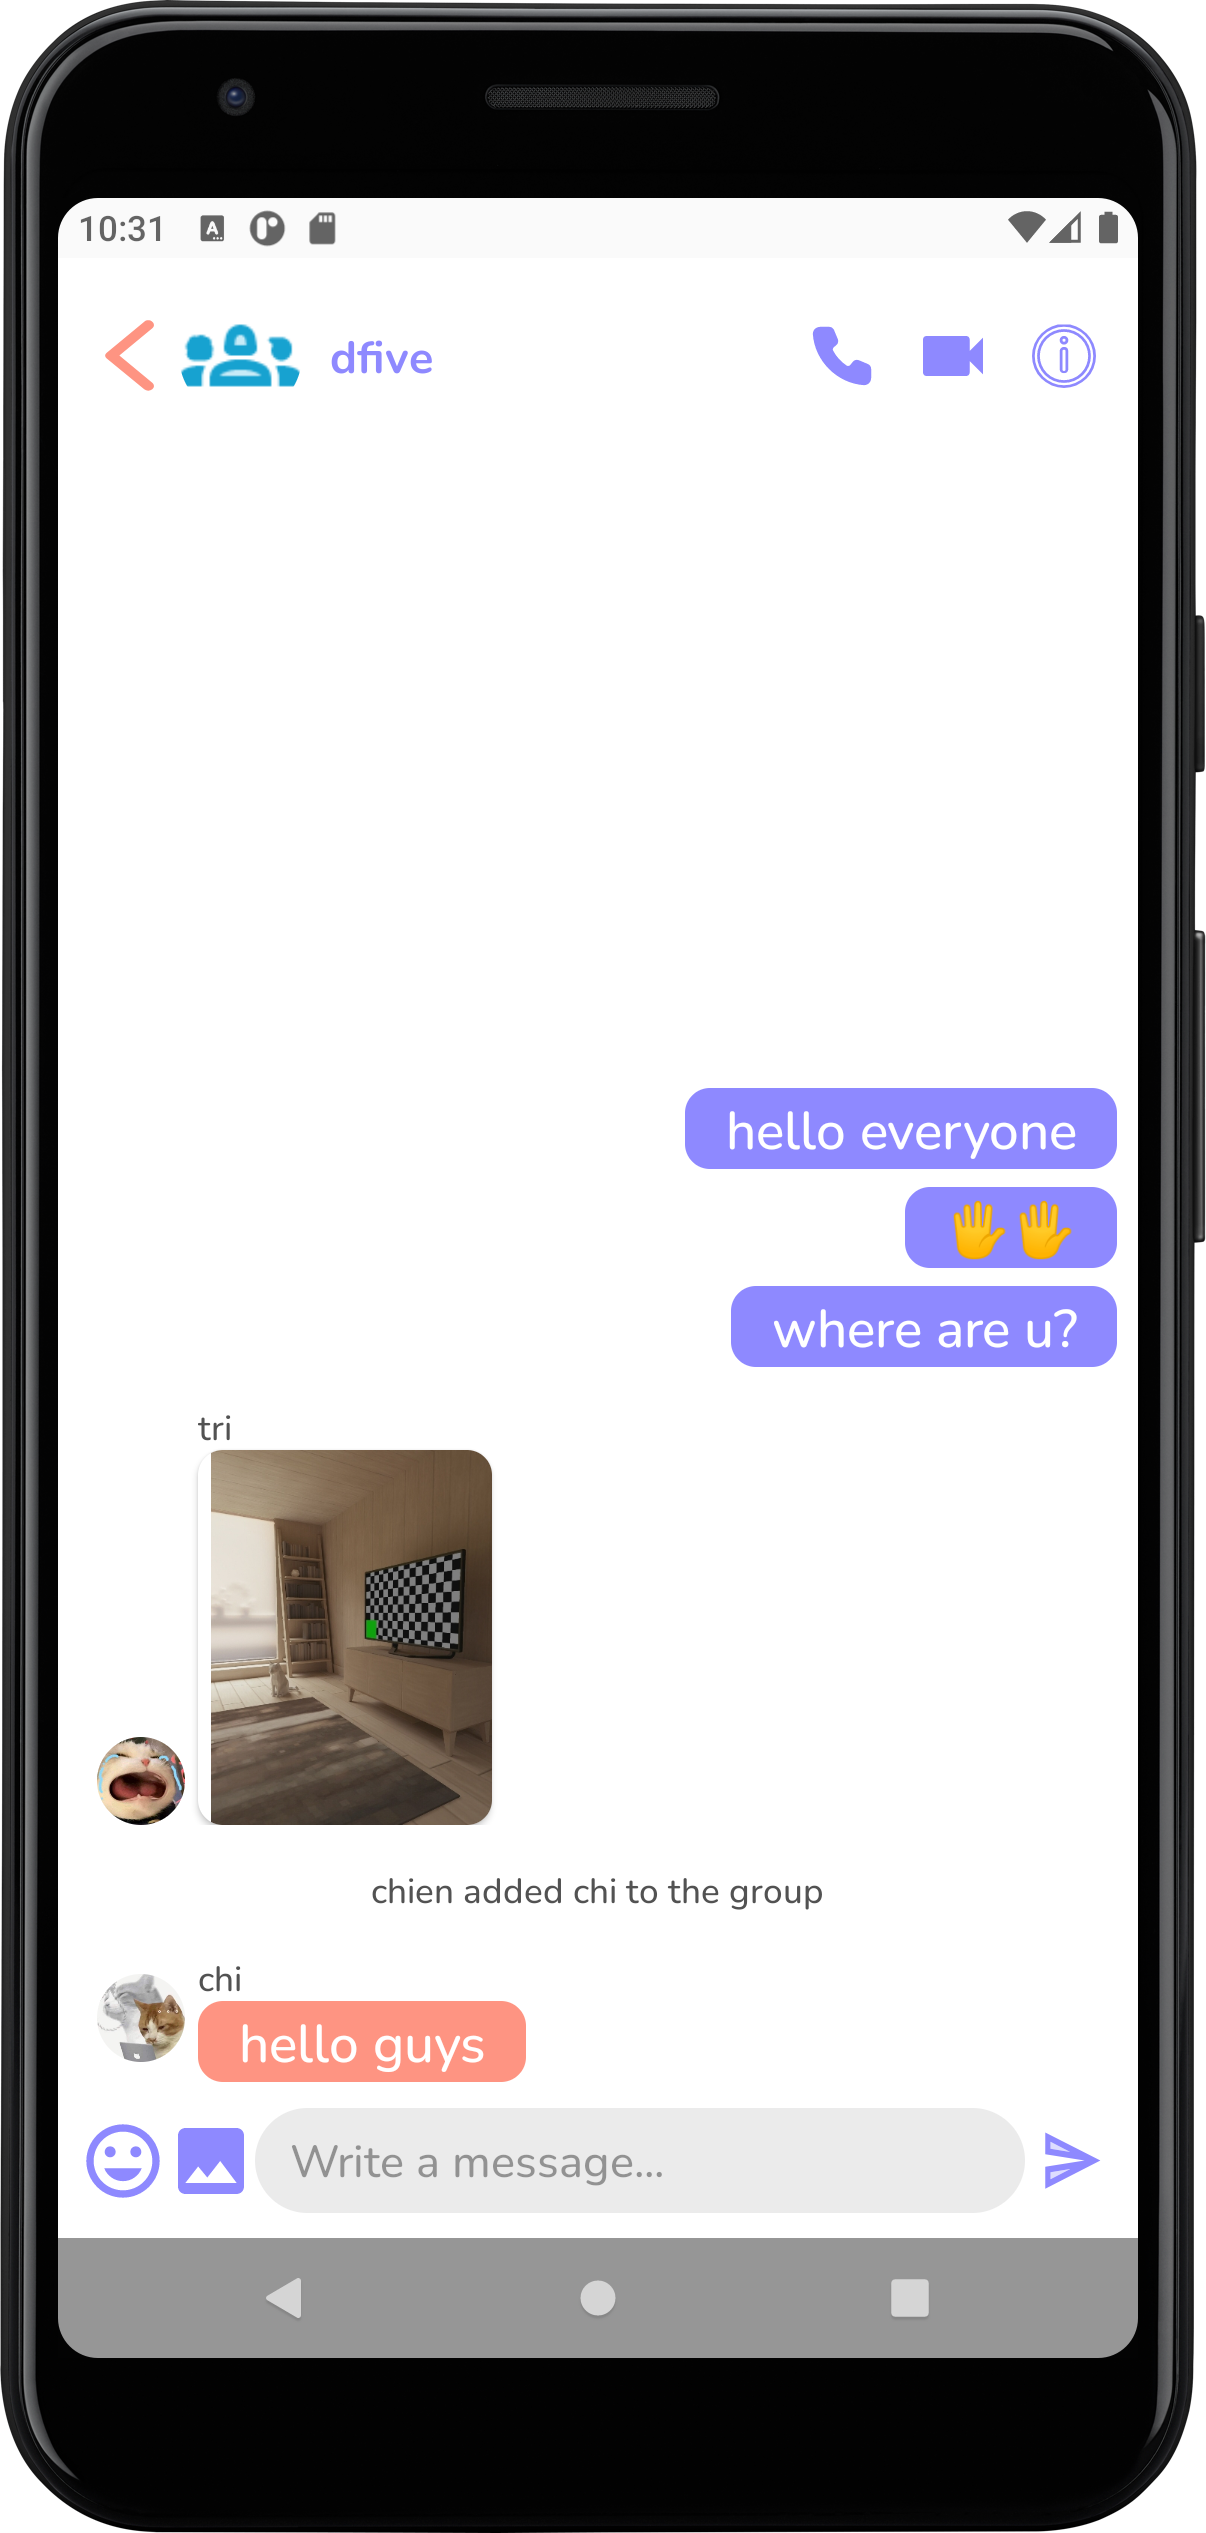 10:31
dfive
hello everyone
🖐🖐
where are u?
tri
chien added chi to the group
chi
hello guys
Write a message...